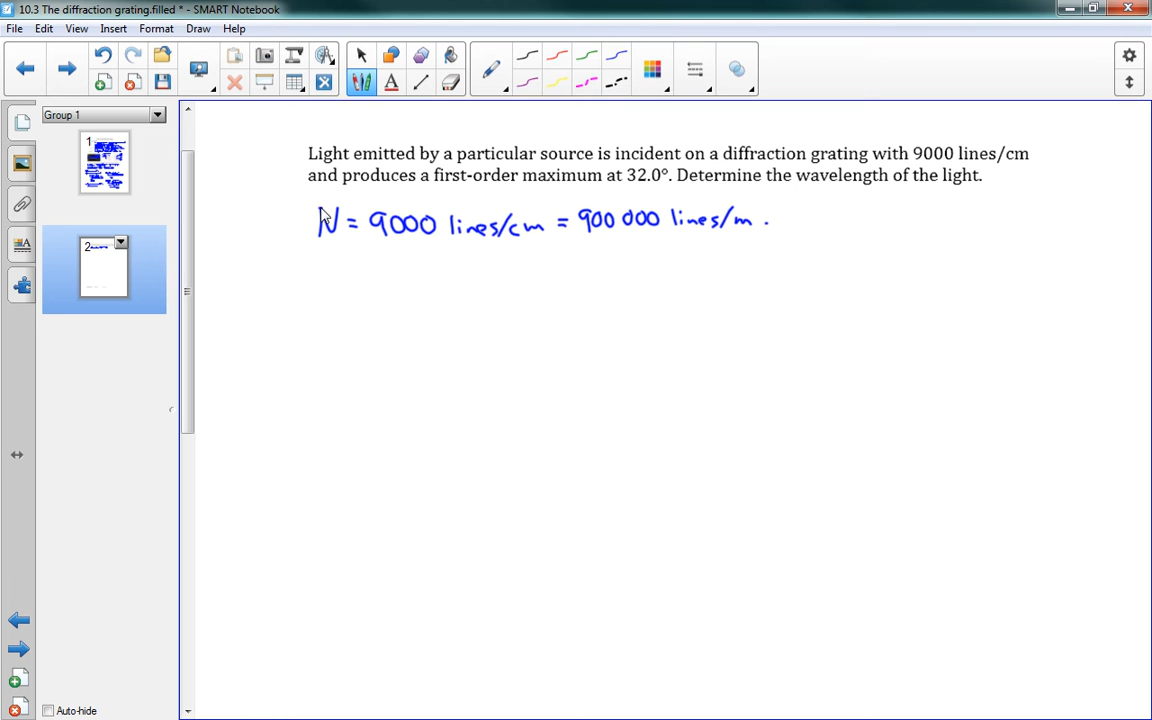 10.3 The diffraction grating.filled * - SMART Notebook
File Edit View Insert Format Draw Help
Group 1
1
2
Light emitted by a particular source is incident on a diffraction grating with 9000 lines/cm
and produces a first-order maximum at 32.0°. Determine the wavelength of the light.
N = 9000 lines/cm = 900 000 lines/m .
Auto-hide